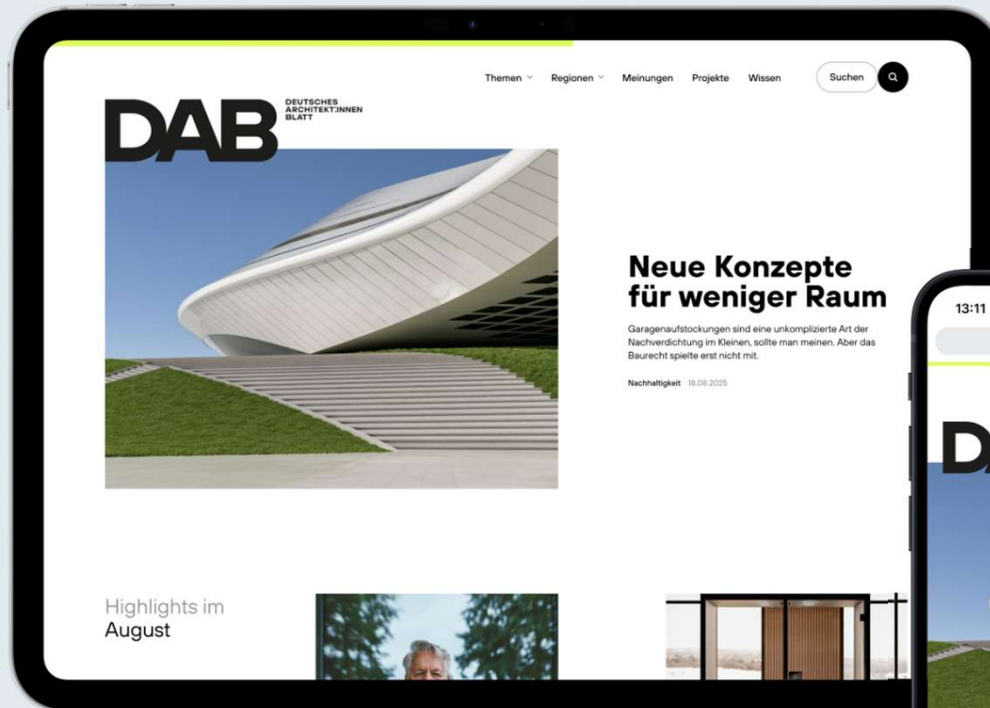 Themen Regionen Meinungen Projekte Wissen Suchen
DAB
DEUTSCHES
ARCHITEKT:INNEN
BLATT
Neue Konzepte
für weniger Raum
Garagenaufstockungen sind eine unkomplizierte Art der
Nachverdichtung im Kleinen, sollte man meinen. Aber das
Baurecht spielte erst nicht mit.
Nachhaltigkeit 18.08.2025
Highlights im
August
13:11